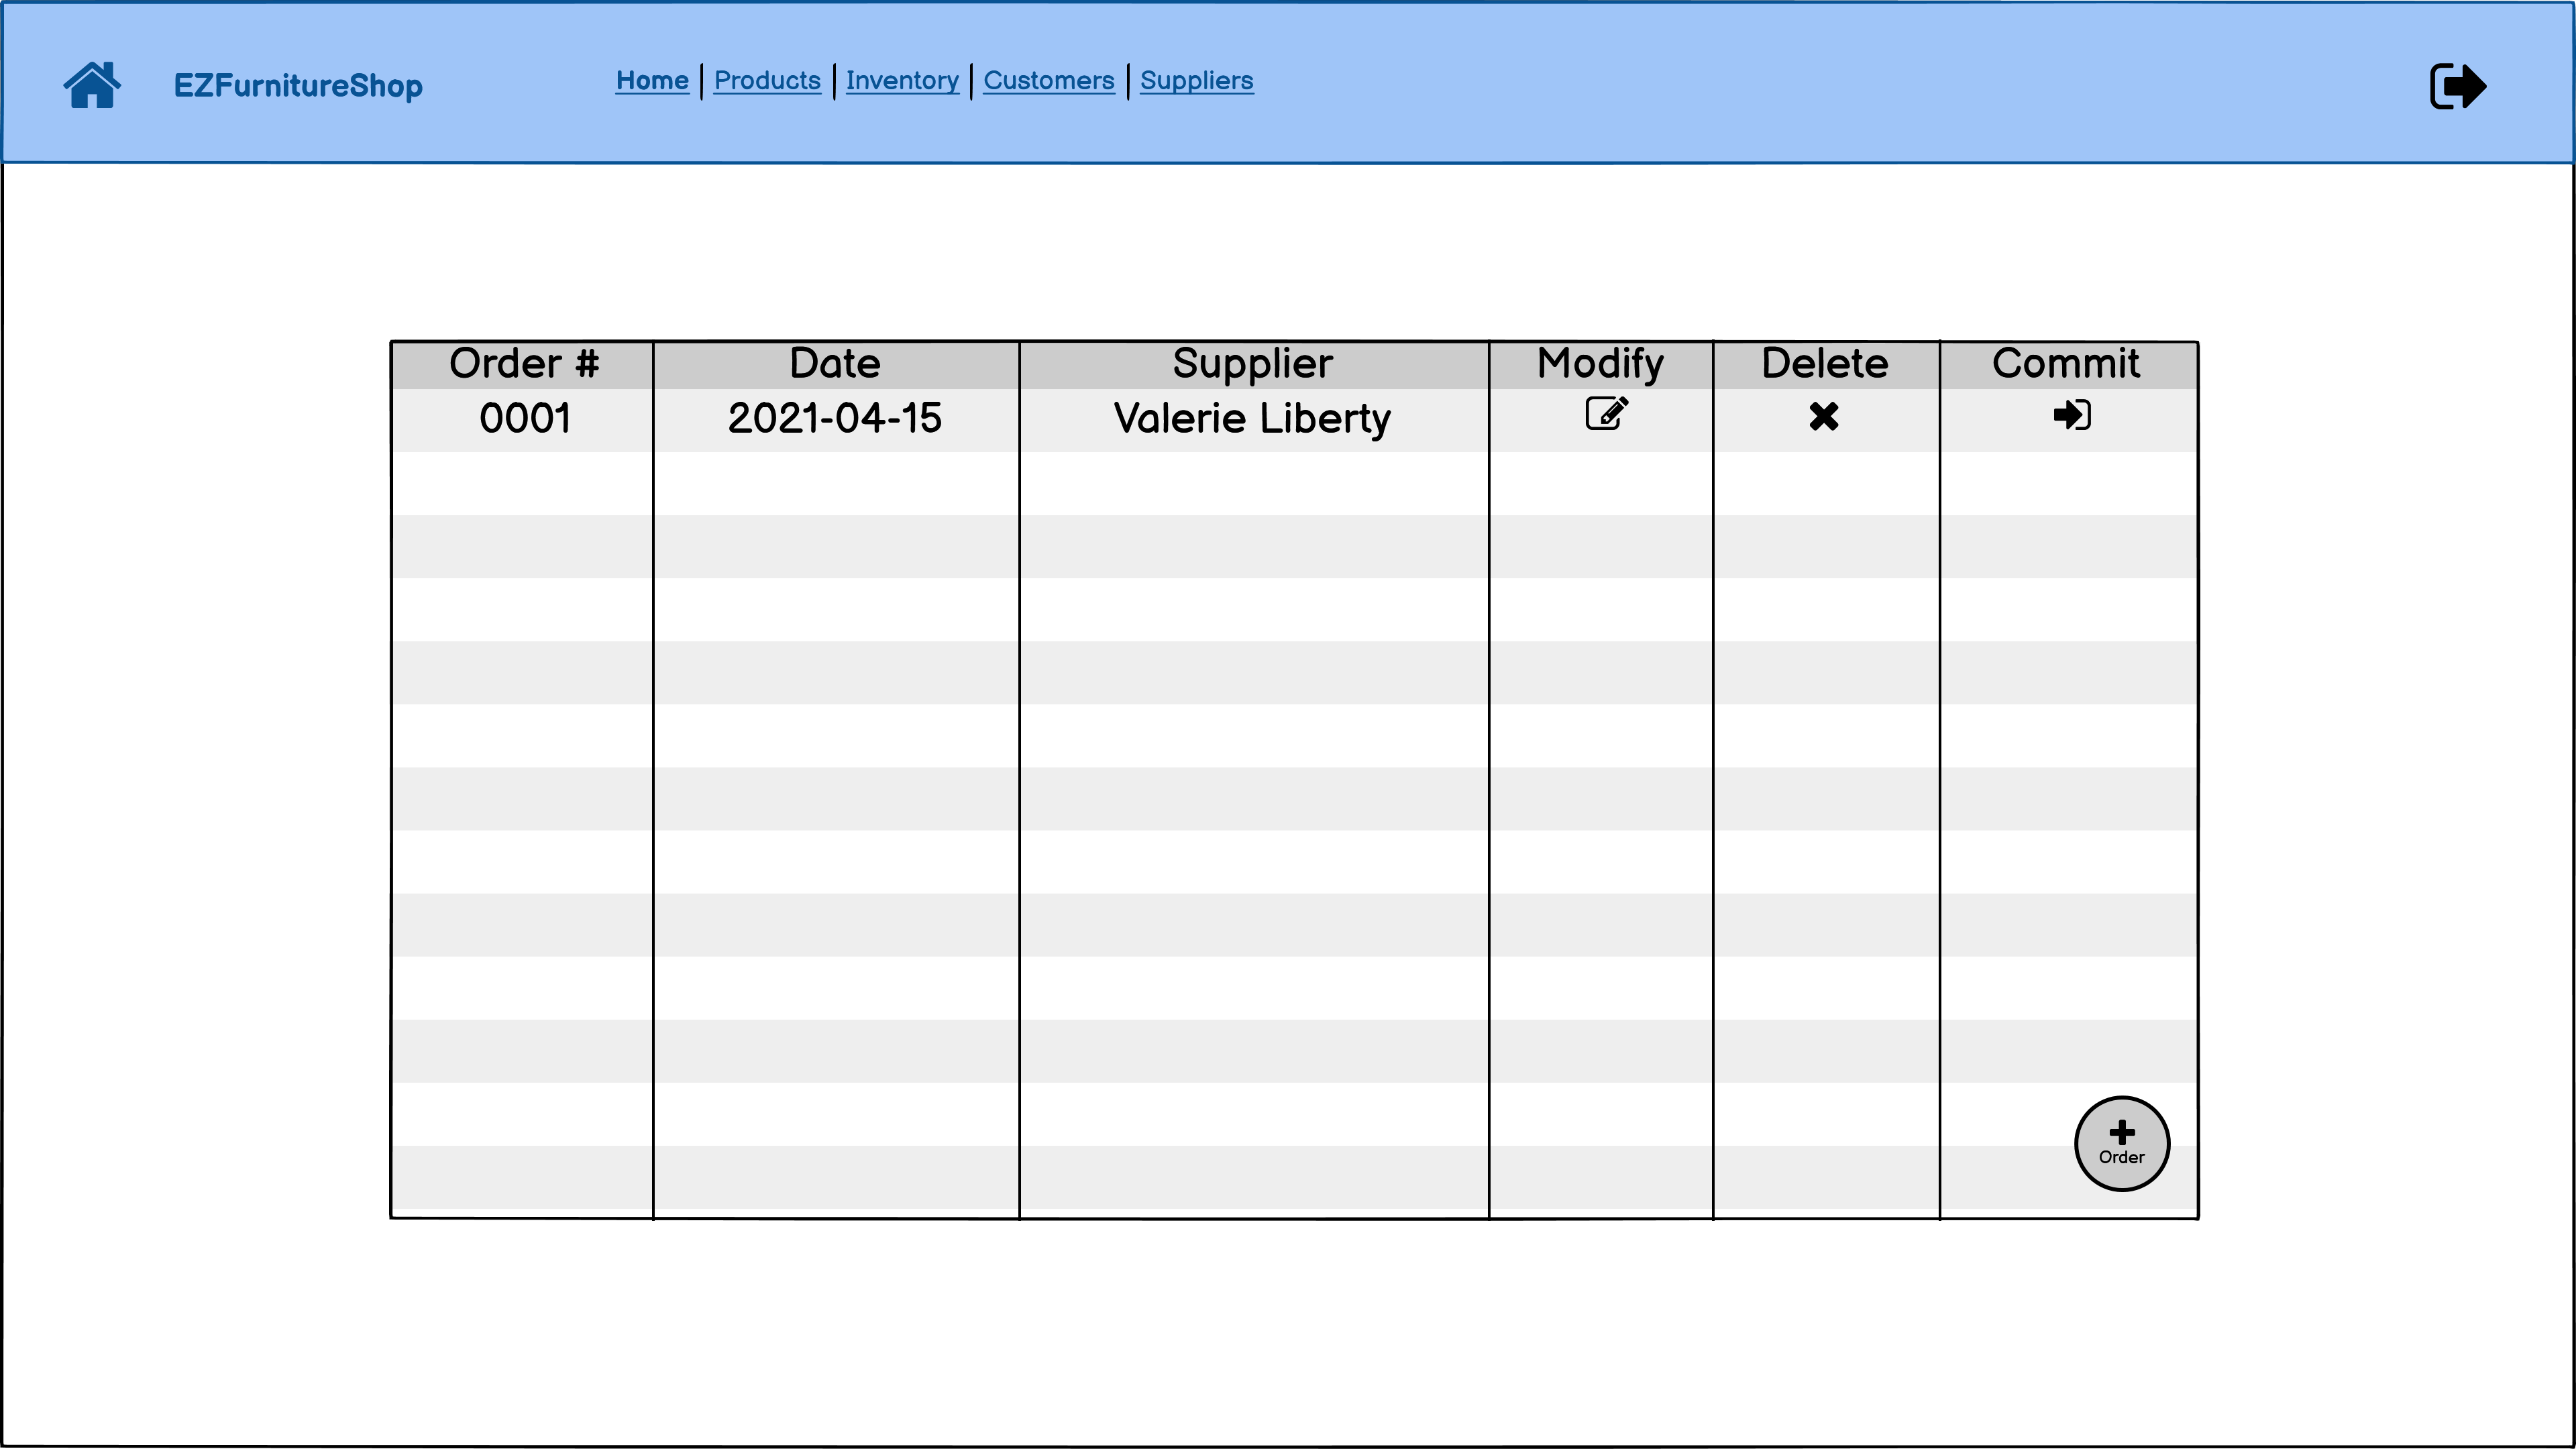 EZFurnitureShop
Home | Products | Inventory | Customers | Suppliers
Order # Date Supplier Modify Delete Commit
0001 2021-04-15 Valerie Liberty
Order